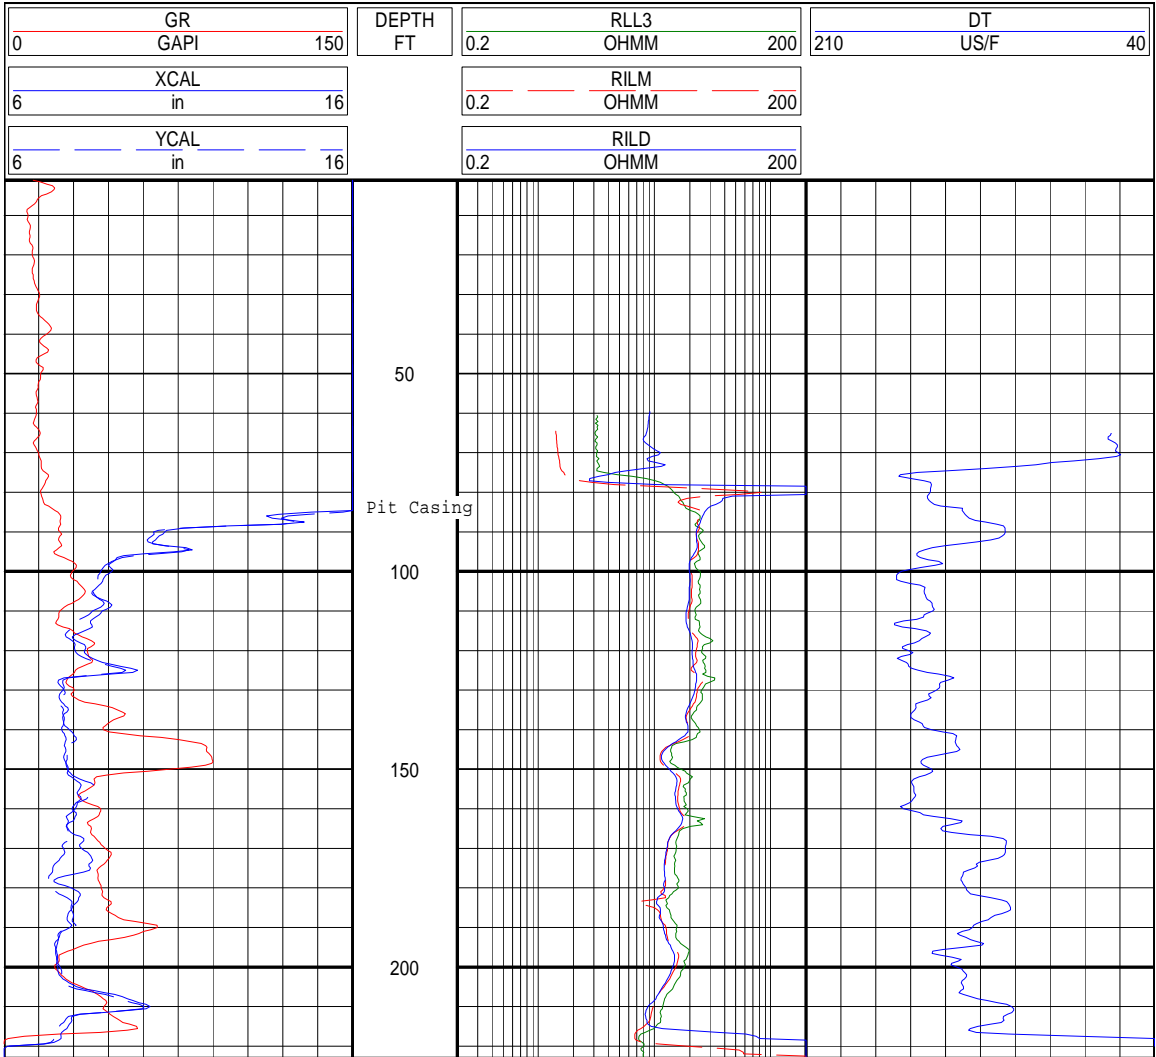 GR DEPTH RLL3 DT
0 GAPI 150 FT 0.2 OHMM 200 210 US/F 40
XCAL RILM
6 in 16 0.2 OHMM 200
YCAL RILD
6 in 16 0.2 OHMM 200
50
Pit Casing
100
150
200